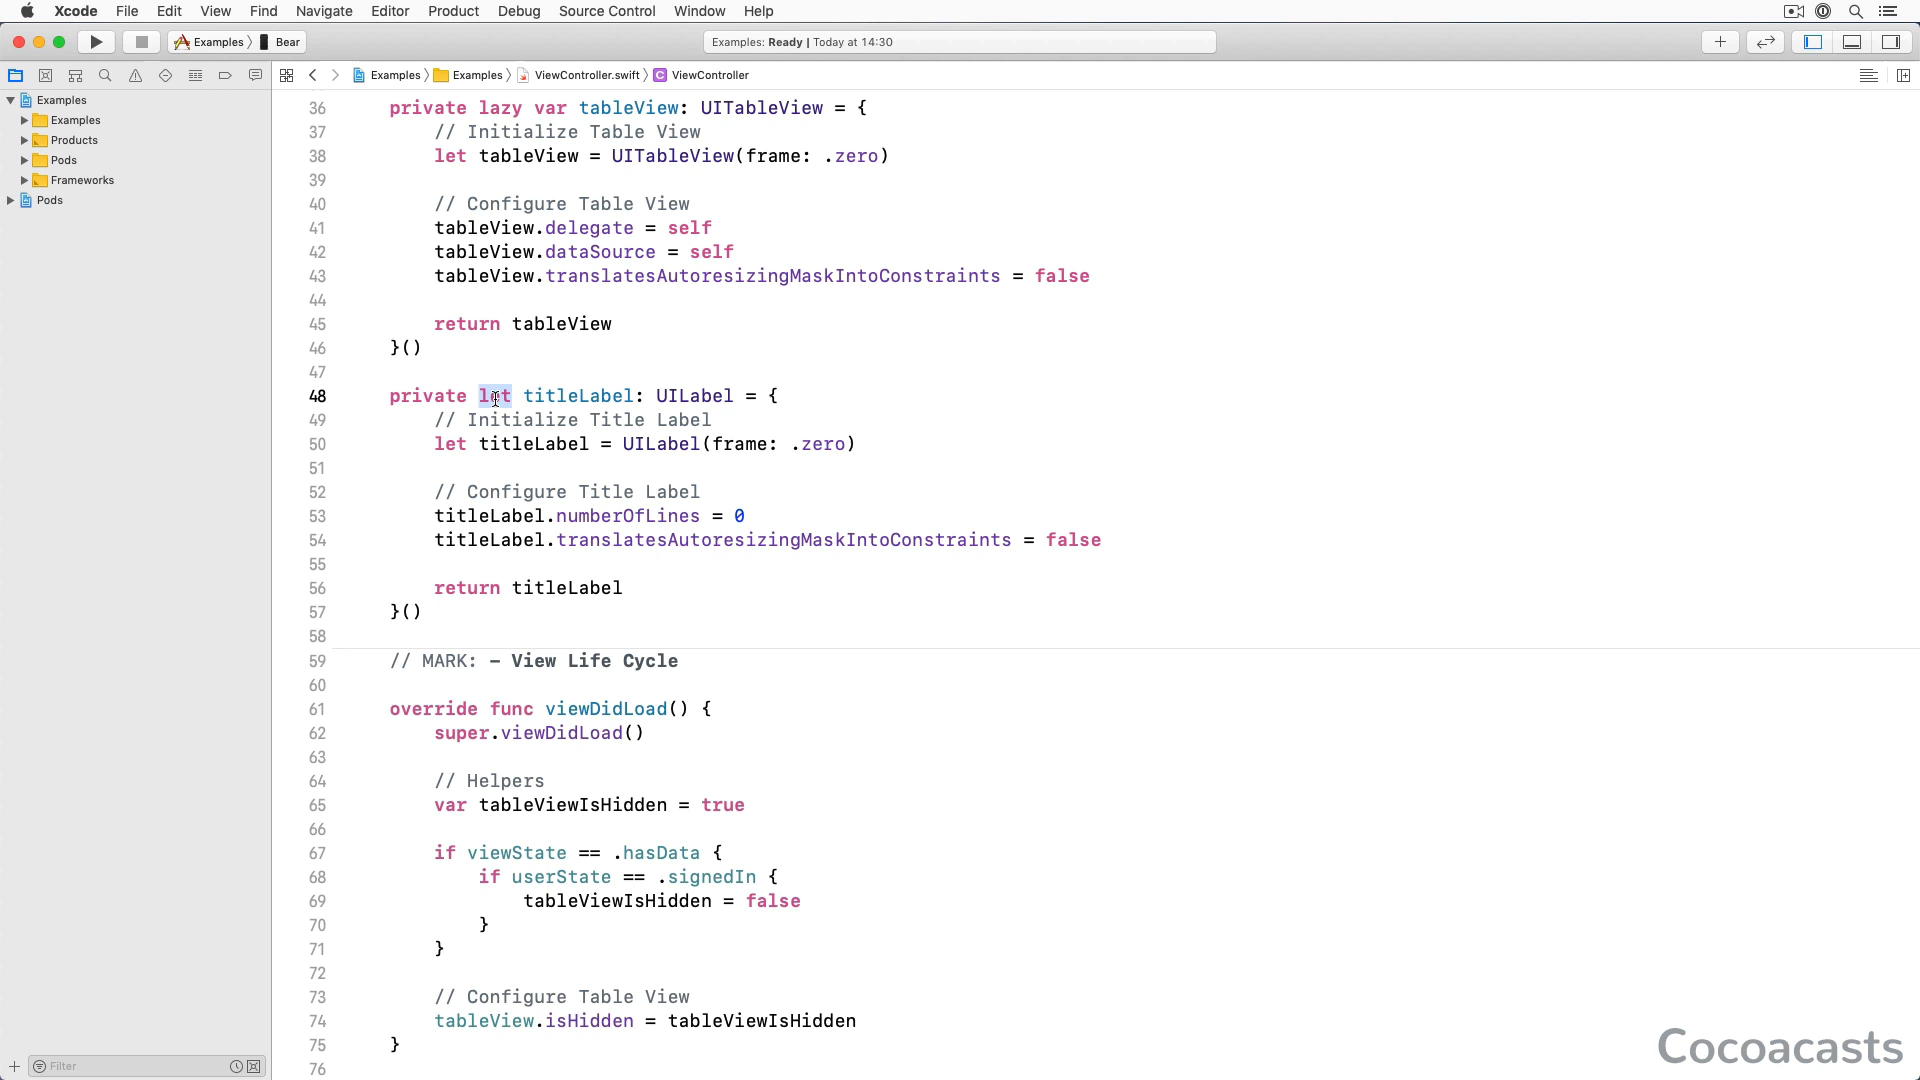 Xcode File Edit View Find Navigate Editor Product Debug Source Control Window Help
Examples Bear
Examples: Ready | Today at 14:30
Examples Examples ViewController.swift C ViewController
Examples
Examples
Products
Pods
Frameworks
Pods
36 private lazy var tableView: UITableView = {
37 // Initialize Table View
38 let tableView = UITableView(frame: .zero)
39
40 // Configure Table View
41 tableView.delegate = self
42 tableView.dataSource = self
43 tableView.translatesAutoresizingMaskIntoConstraints = false
44
45 return tableView
46 }()
47
48 private let titleLabel: UILabel = {
49 // Initialize Title Label
50 let titleLabel = UILabel(frame: .zero)
51
52 // Configure Title Label
53 titleLabel.numberOfLines = 0
54 titleLabel.translatesAutoresizingMaskIntoConstraints = false
55
56 return titleLabel
57 }()
58
59 // MARK: – View Life Cycle
60
61 override func viewDidLoad() {
62 super.viewDidLoad()
63
64 // Helpers
65 var tableViewIsHidden = true
66
67 if viewState == .hasData {
68 if userState == .signedIn {
69 tableViewIsHidden = false
70 }
71 }
72
73 // Configure Table View
74 tableView.isHidden = tableViewIsHidden
75 }
76
Filter
Cocoacasts